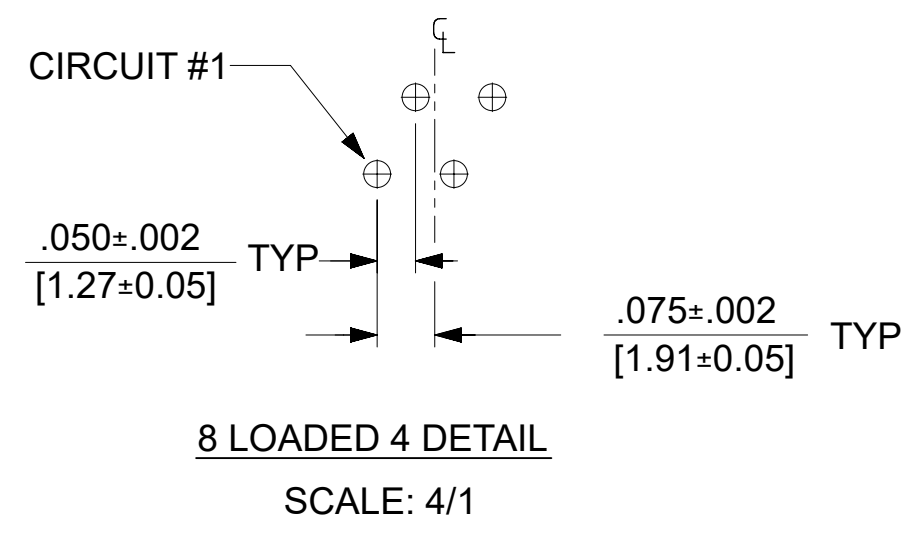 ℄
CIRCUIT #1
.050±.002
[1.27±0.05]
TYP
.075±.002
[1.91±0.05]
TYP
8 LOADED 4 DETAIL
SCALE: 4/1